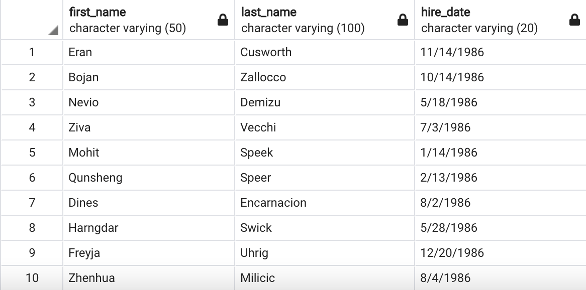 first_name last_name hire_date
character varying (50) character varying (100) character varying (20)
1 Eran Cusworth 11/14/1986
2 Bojan Zallocco 10/14/1986
3 Nevio Demizu 5/18/1986
4 Ziva Vecchi 7/3/1986
5 Mohit Speek 1/14/1986
6 Qunsheng Speer 2/13/1986
7 Dines Encarnacion 8/2/1986
8 Harngdar Swick 5/28/1986
9 Freyja Uhrig 12/20/1986
10 Zhenhua Milicic 8/4/1986